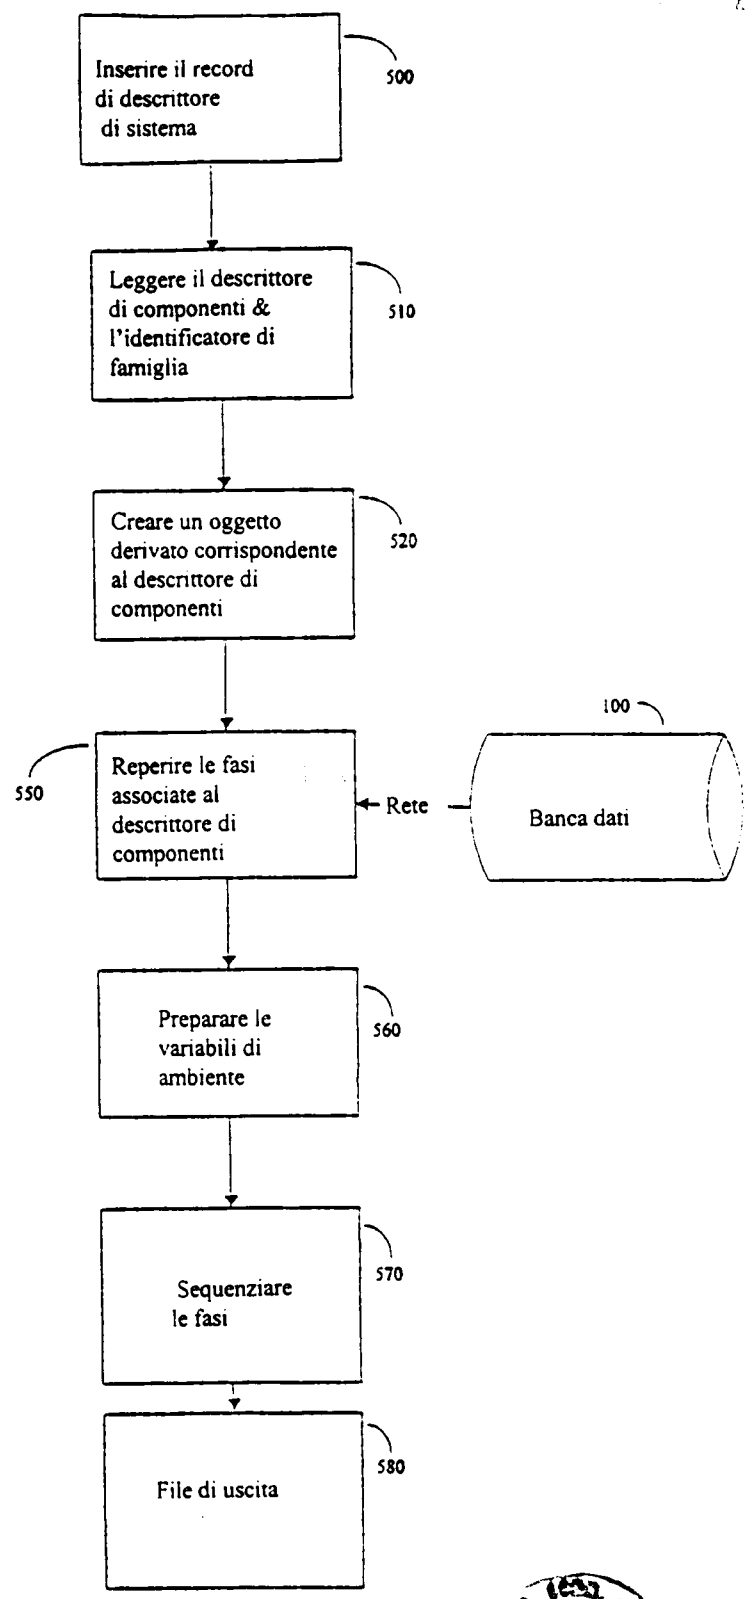 Inserire il record
di descrittore
di sistema
500
Leggere il descrittore
di componenti &
l'identificatore di
famiglia
510
Creare un oggetto
derivato corrispondente
al descrittore di
componenti
520
Reperire le fasi
associate al
descrittore di
componenti
550
Rete
100
Banca dati
Preparare le
variabili di
ambiente
560
Sequenziare
le fasi
570
File di uscita
580